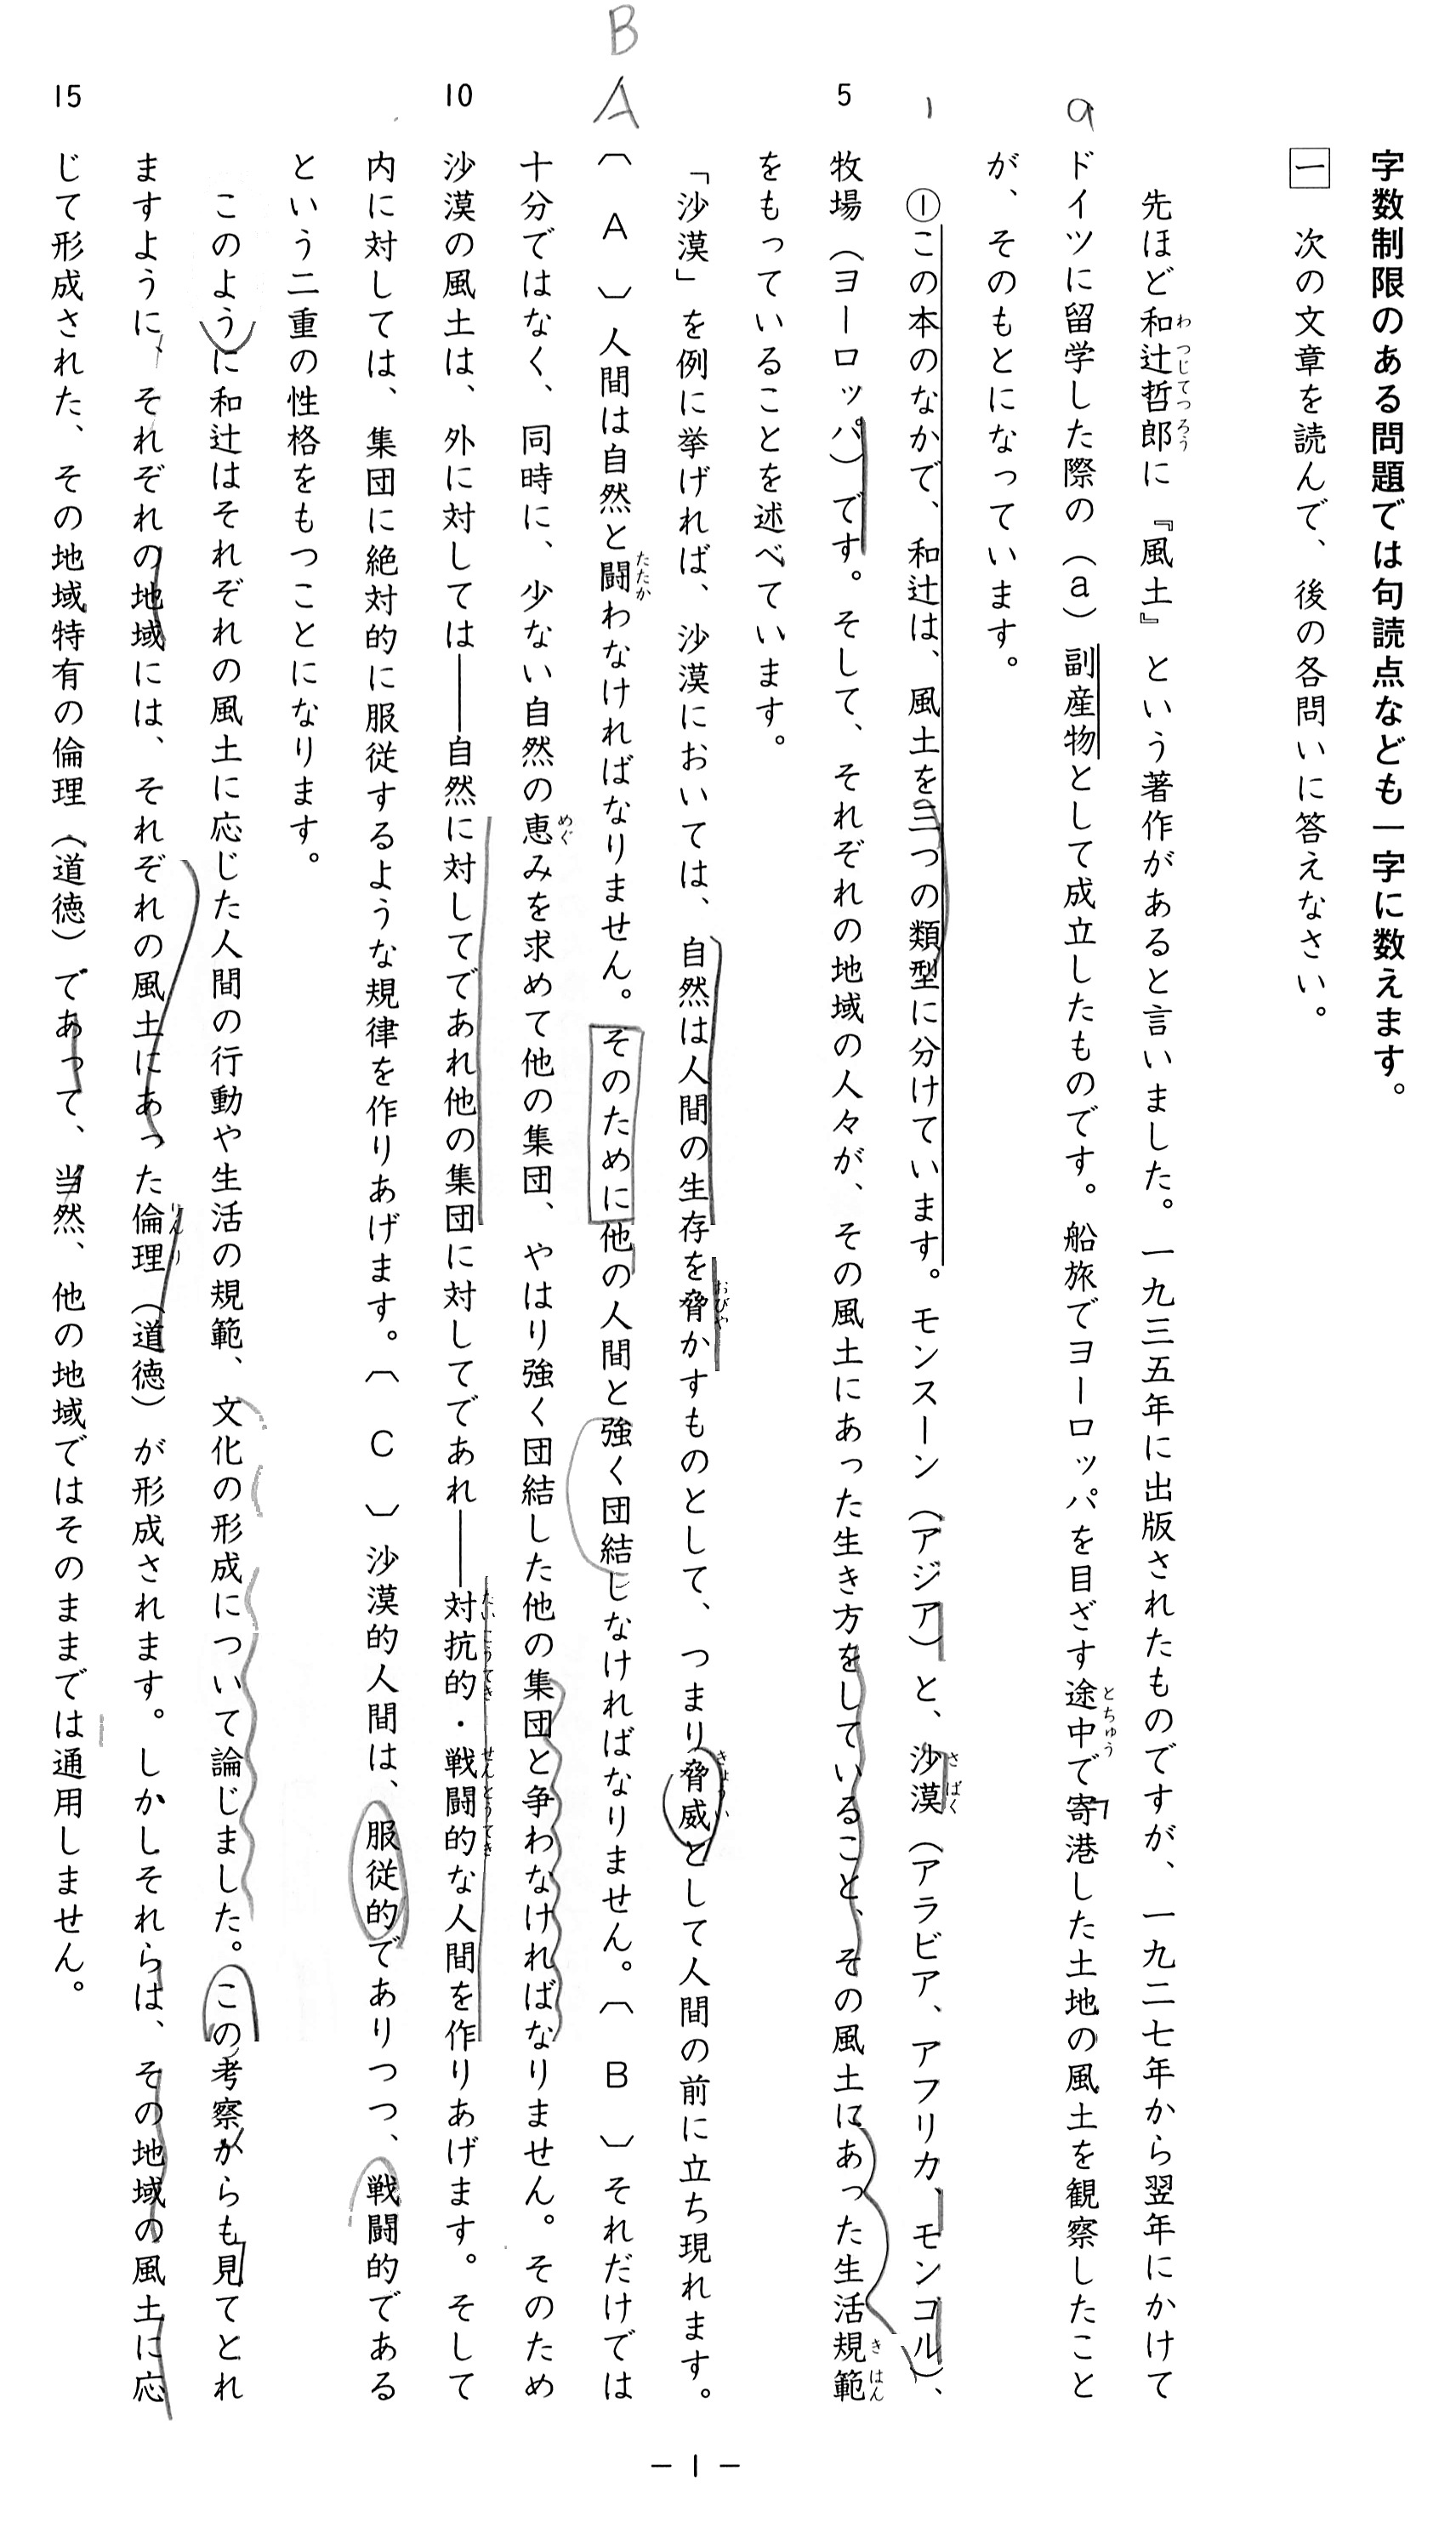 字数制限のある問題では句読点なども一字に数えます。
一 次の文章を読んで、後の各問いに答えなさい。
先ほど和辻哲郎に『風土』という著作があると言いました。一九三五年に出版されたものですが、一九二七年から翌年にかけて
ドイツに留学した際の（a）副産物として成立したものです。船旅でヨーロッパを目ざす途中で寄港した土地の風土を観察したこと
が、そのもとになっています。
①この本のなかで、和辻は、風土を三つの類型に分けています。モンスーン（アジア）と、沙漠（アラビア、アフリカ、モンゴル）、
牧場（ヨーロッパ）です。そして、それぞれの地域の人々が、その風土にあった生き方をしていること、その風土にあった生活規範
をもっていることを述べています。
「沙漠」を例に挙げれば、沙漠においては、自然は人間の生存を脅かすものとして、つまり脅威として人間の前に立ち現れます。
〔 A 〕人間は自然と闘わなければなりません。そのために他の人間と強く団結しなければなりません。〔 B 〕それだけでは
十分ではなく、同時に、少ない自然の恵みを求めて他の集団、やはり強く団結した他の集団と争わなければなりません。そのため
沙漠の風土は、外に対しては――自然に対してであれ他の集団に対してであれ――対抗的・戦闘的な人間を作りあげます。そして
内に対しては、集団に絶対的に服従するような規律を作りあげます。〔 C 〕沙漠的人間は、服従的でありつつ、戦闘的である
という二重の性格をもつことになります。
このように和辻はそれぞれの風土に応じた人間の行動や生活の規範、文化の形成について論じました。この考察からも見てとれ
ますように、それぞれの地域には、それぞれの風土にあった倫理（道徳）が形成されます。しかしそれらは、その地域の風土に応
じて形成された、その地域特有の倫理（道徳）であって、当然、他の地域ではそのままでは通用しません。
5
10
15
a
1
B
A
－1－